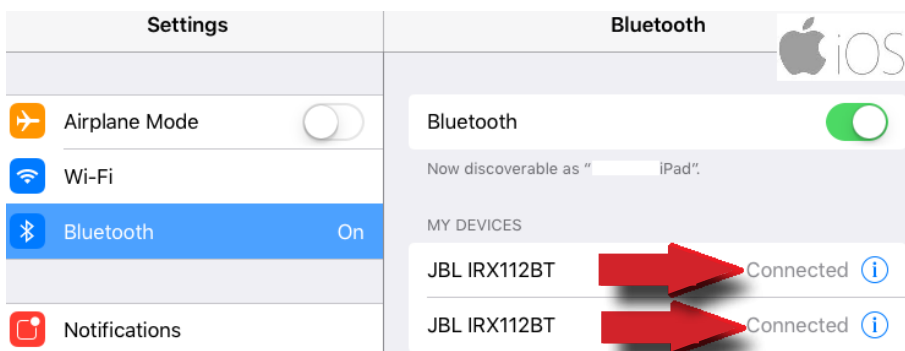 Settings
Bluetooth
iOS
Airplane Mode
Wi-Fi
Bluetooth On
Notifications
Bluetooth
Now discoverable as “ iPad”.
MY DEVICES
JBL IRX112BT Connected
JBL IRX112BT Connected